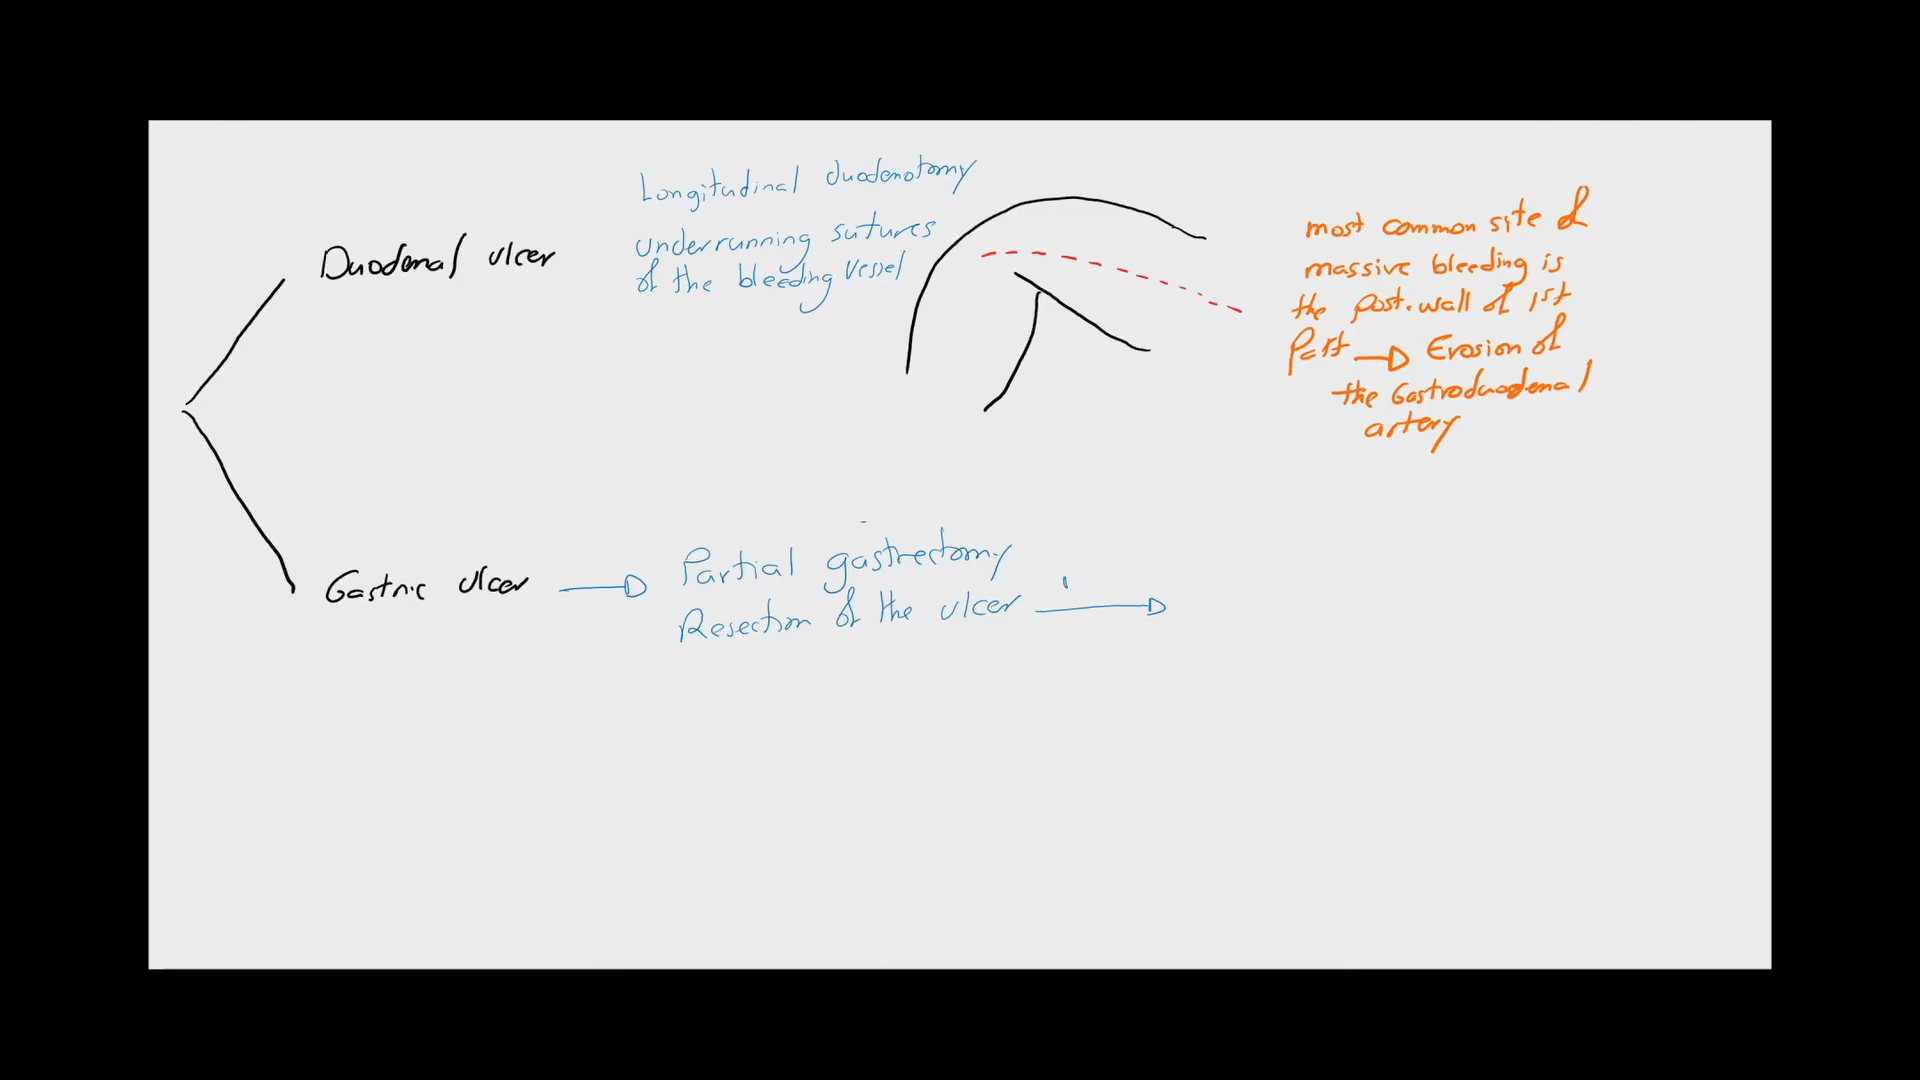 Longitudinal duodenotomy
underrunning sutures
of the bleeding vessel
Duodenal ulcer
most common site of
massive bleeding is
the post. wall of 1st
Part → Erosion of
the Gastroduodenal
artery
Gastric ulcer → Partial gastrectomy
Resection of the ulcer →